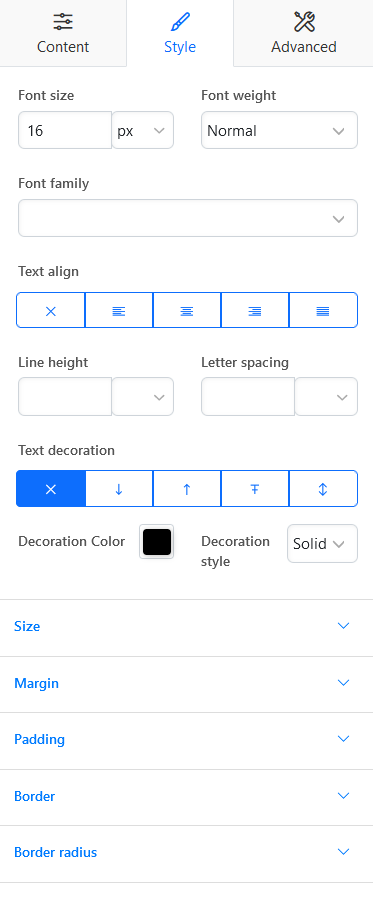 Content Style Advanced
Font size Font weight
16 px Normal
Font family
Text align
Line height Letter spacing
Text decoration
Decoration Color Decoration
style Solid
Size
Margin
Padding
Border
Border radius